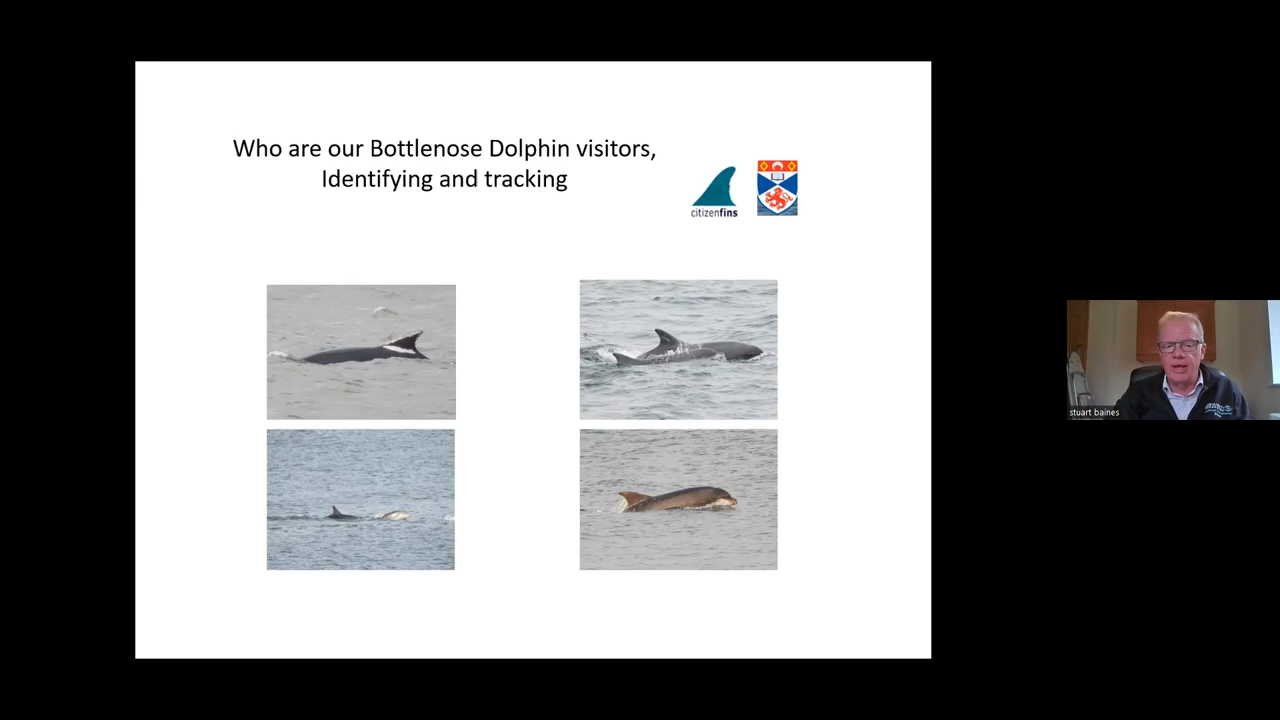 Who are our Bottlenose Dolphin visitors,
Identifying and tracking
citizenfins
stuart baines